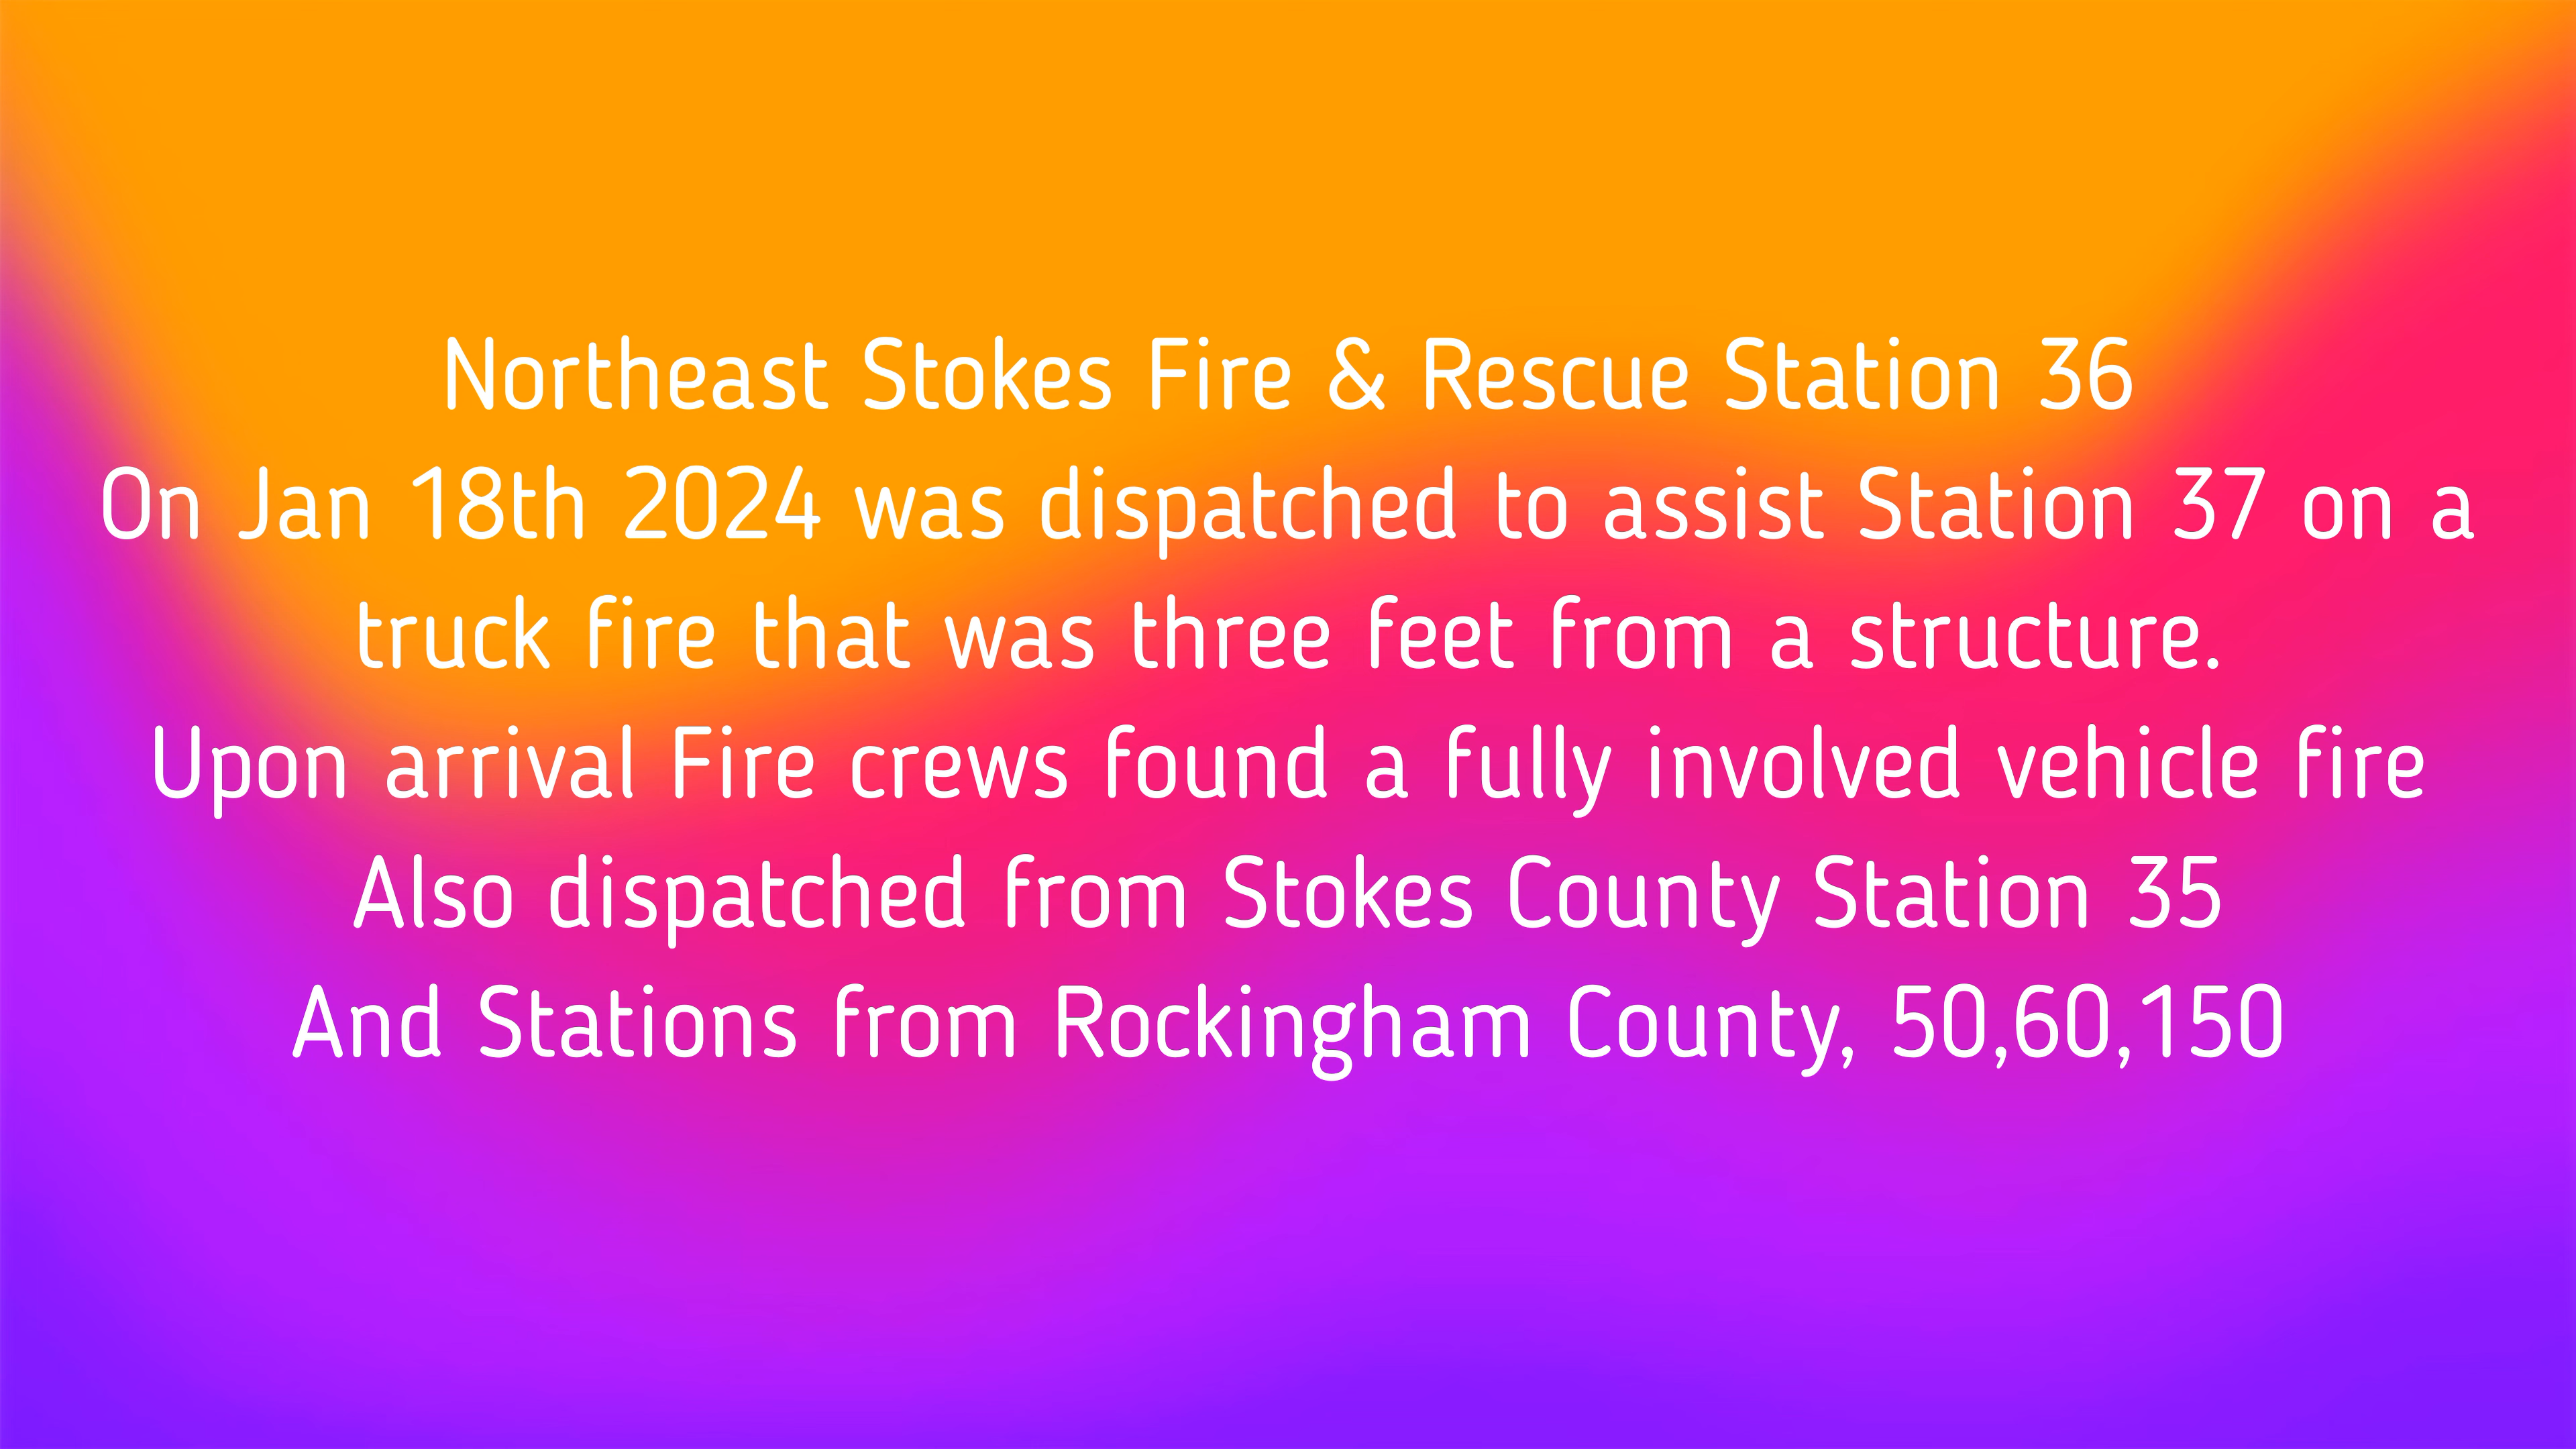 Northeast Stokes Fire & Rescue Station 36
On Jan 18th 2024 was dispatched to assist Station 37 on a
truck fire that was three feet from a structure.
Upon arrival Fire crews found a fully involved vehicle fire
Also dispatched from Stokes County Station 35
And Stations from Rockingham County, 50,60,150